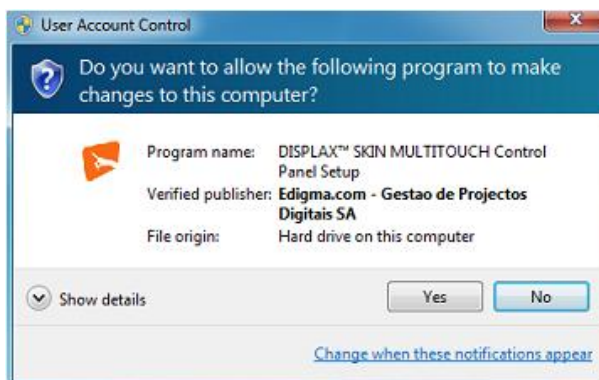 User Account Control
Do you want to allow the following program to make
changes to this computer?
Program name: DISPLAX™ SKIN MULTITOUCH Control
Panel Setup
Verified publisher: Edigma.com - Gestao de Projectos
Digitais SA
File origin: Hard drive on this computer
Show details Yes No
Change when these notifications appear